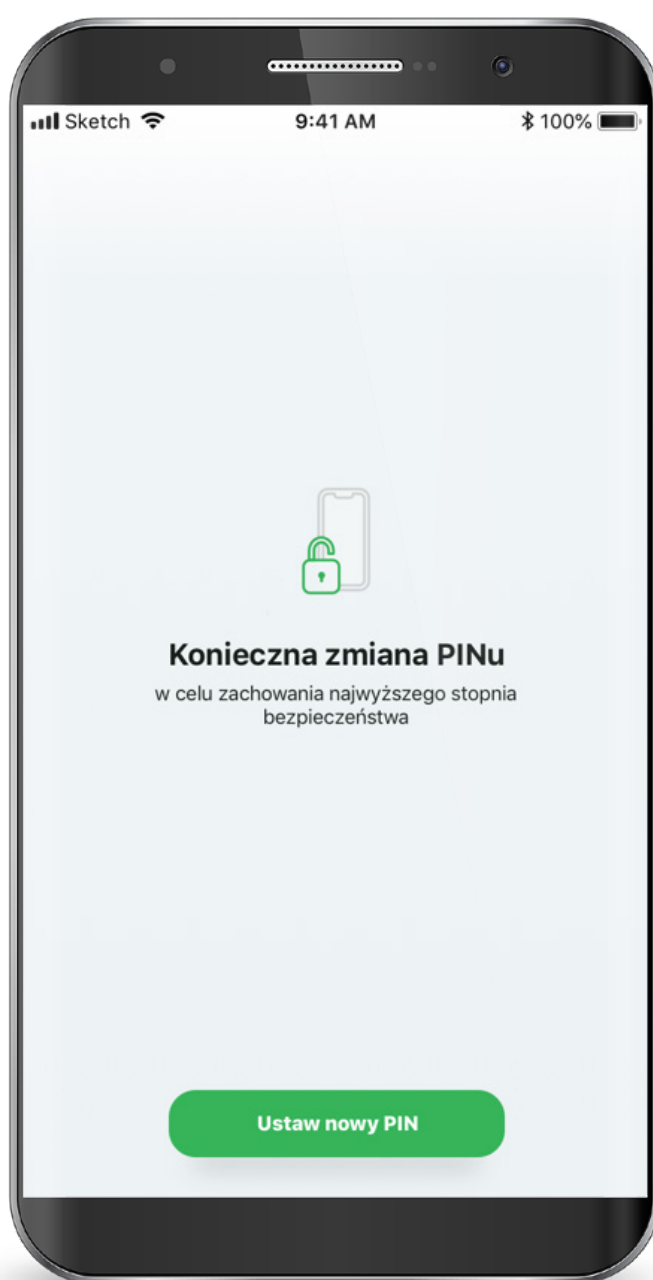 Sketch 9:41 AM 100%
Konieczna zmiana PINu
w celu zachowania najwyższego stopnia
bezpieczeństwa
Ustaw nowy PIN